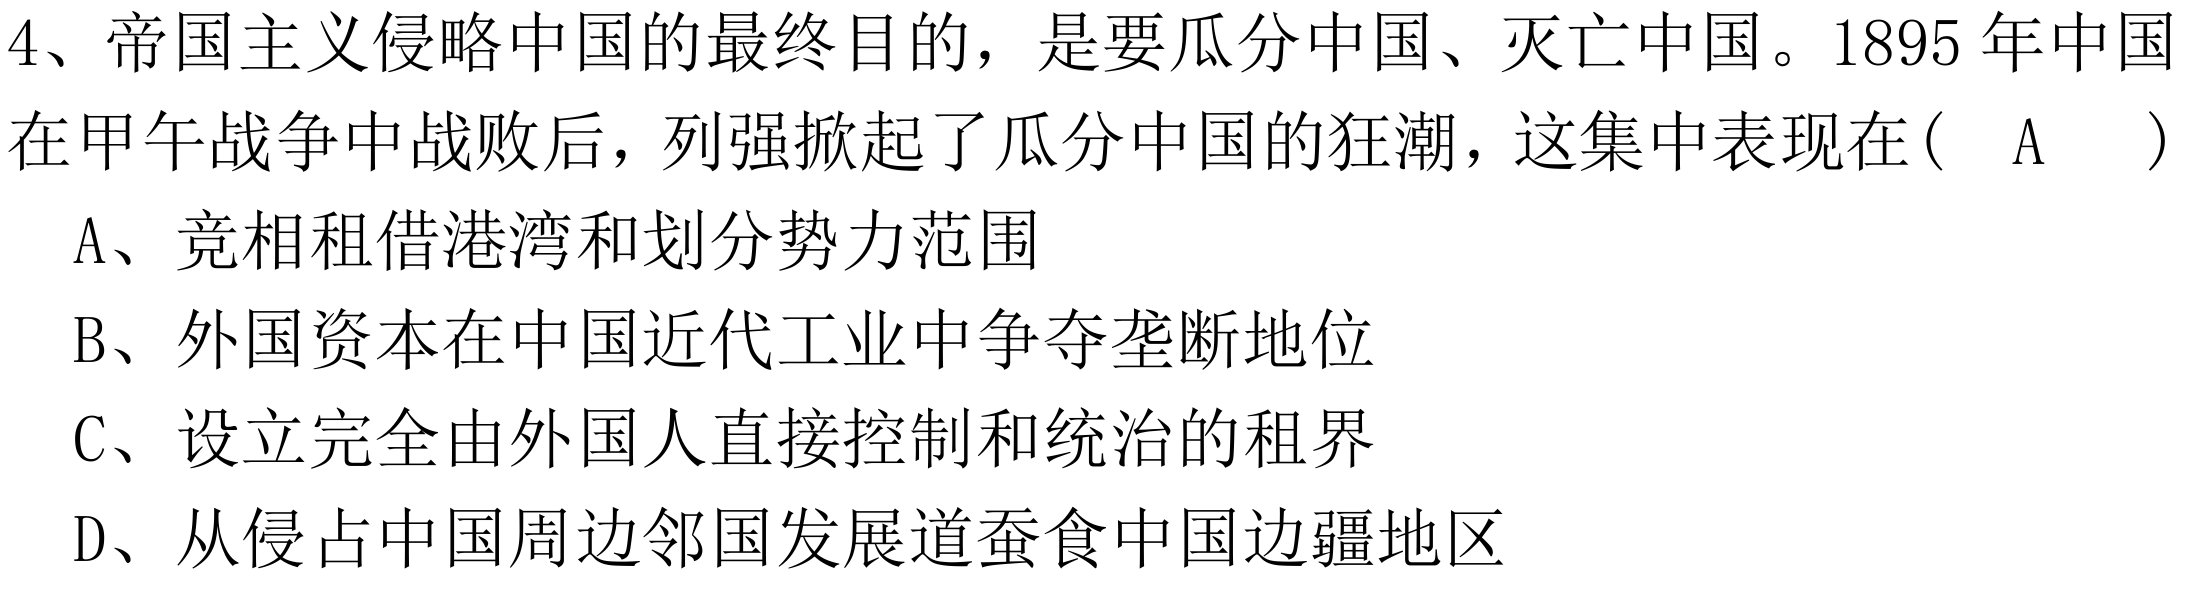 4、帝国主义侵略中国的最终目的，是要瓜分中国、灭亡中国。1895 年中国
在甲午战争中战败后，列强掀起了瓜分中国的狂潮，这集中表现在(  A   )
A、竞相租借港湾和划分势力范围
B、外国资本在中国近代工业中争夺垄断地位
C、设立完全由外国人直接控制和统治的租界
D、从侵占中国周边邻国发展道蚕食中国边疆地区